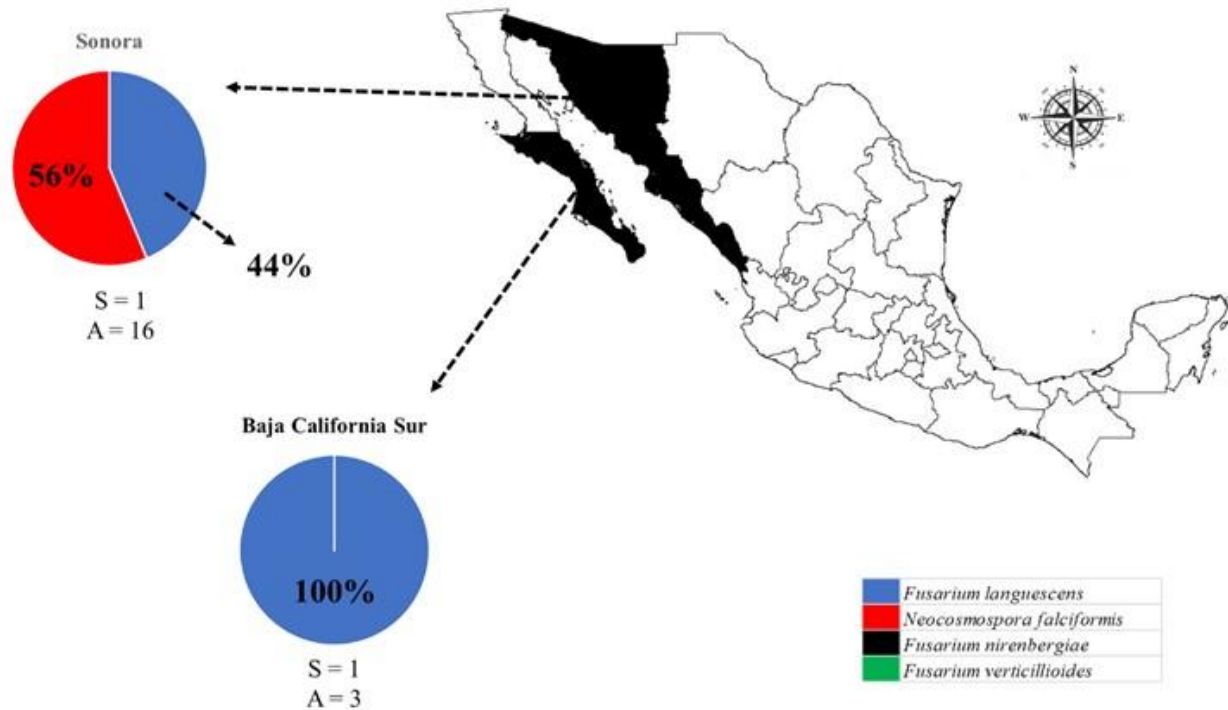 Sonora
56%
44%
S = 1
A = 16
N
W
E
S
Baja California Sur
100%
S = 1
A = 3
Fusarium languescens
Neocosmospora falciformis
Fusarium nirenbergiae
Fusarium verticillioides